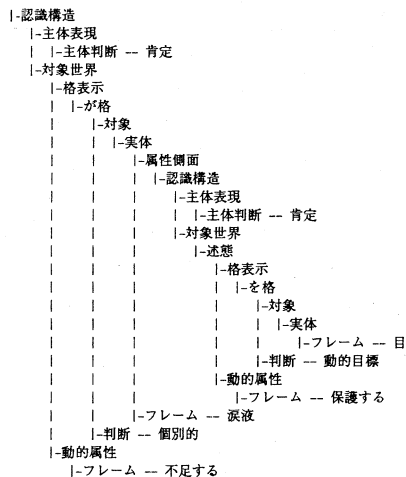 |-認識構造
|-主体表現
| |-主体判断 -- 肯定
|-対象世界
|-格表示
| |-が格
| |-対象
| | |-実体
| | |-属性側面
| | | |-認識構造
| | | |-主体表現
| | | | |-主体判断 -- 肯定
| | | |-対象世界
| | | |-述態
| | | |-格表示
| | | | |-を格
| | | | |-対象
| | | | | |-実体
| | | | | |-フレーム -- 目
| | | | |-判断 -- 動的目標
| | | |-動的属性
| | | |-フレーム -- 保護する
| | |-フレーム -- 涙液
| |-判断 -- 個別的
|-動的属性
|-フレーム -- 不足する